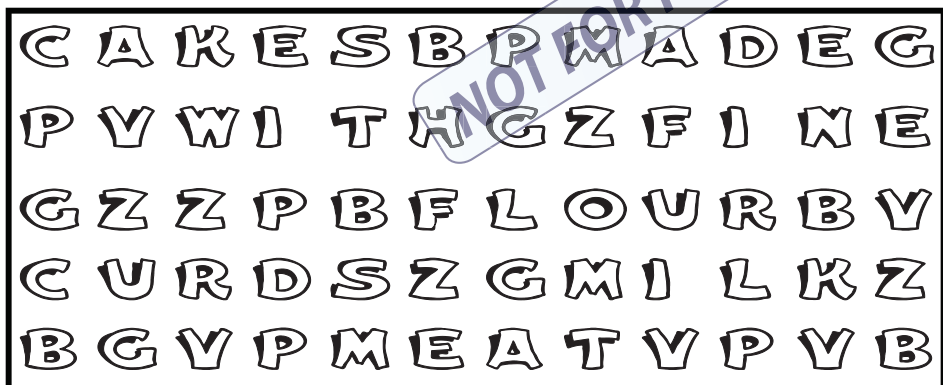 C A K E S B P M A D E G
P V W I T H G Z F I N E
G Z Z P B F L O U R B V
C U R D S Z G M I L K Z
B G V P M E A T V P V B
NOT FOR